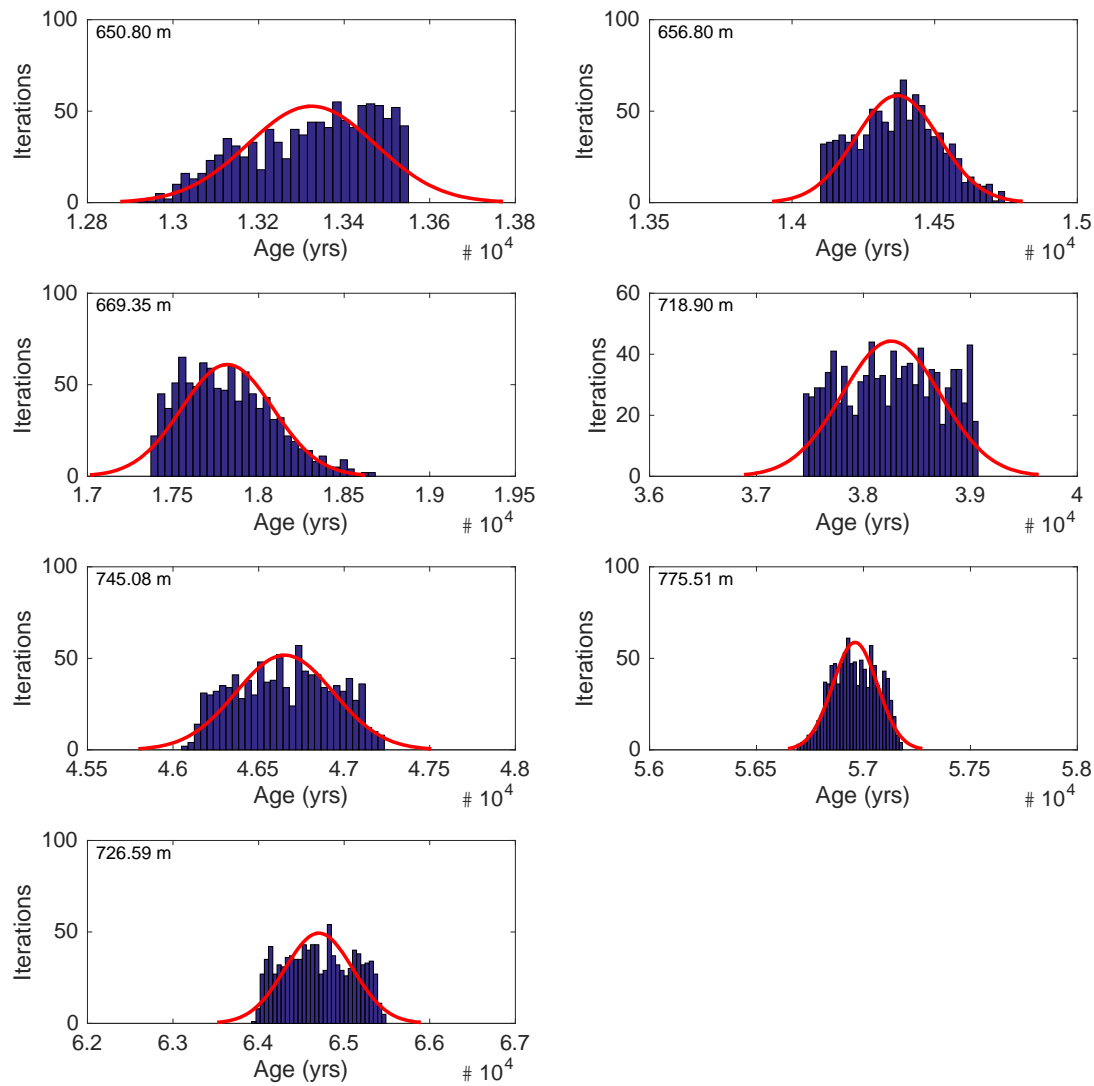 100
50
0
Iterations
650.80 m
1.28 1.3 1.32 1.34 1.36 1.38
Age (yrs)
# 10^4
100
50
0
Iterations
656.80 m
1.35 1.4 1.45 1.5
Age (yrs)
# 10^4
100
50
0
Iterations
669.35 m
1.7 1.75 1.8 1.85 1.9 1.95
Age (yrs)
# 10^4
60
40
20
0
Iterations
718.90 m
3.6 3.7 3.8 3.9 4
Age (yrs)
# 10^4
100
50
0
Iterations
745.08 m
4.55 4.6 4.65 4.7 4.75 4.8
Age (yrs)
# 10^4
100
50
0
Iterations
775.51 m
5.6 5.65 5.7 5.75 5.8
Age (yrs)
# 10^4
100
50
0
Iterations
726.59 m
6.2 6.3 6.4 6.5 6.6 6.7
Age (yrs)
# 10^4